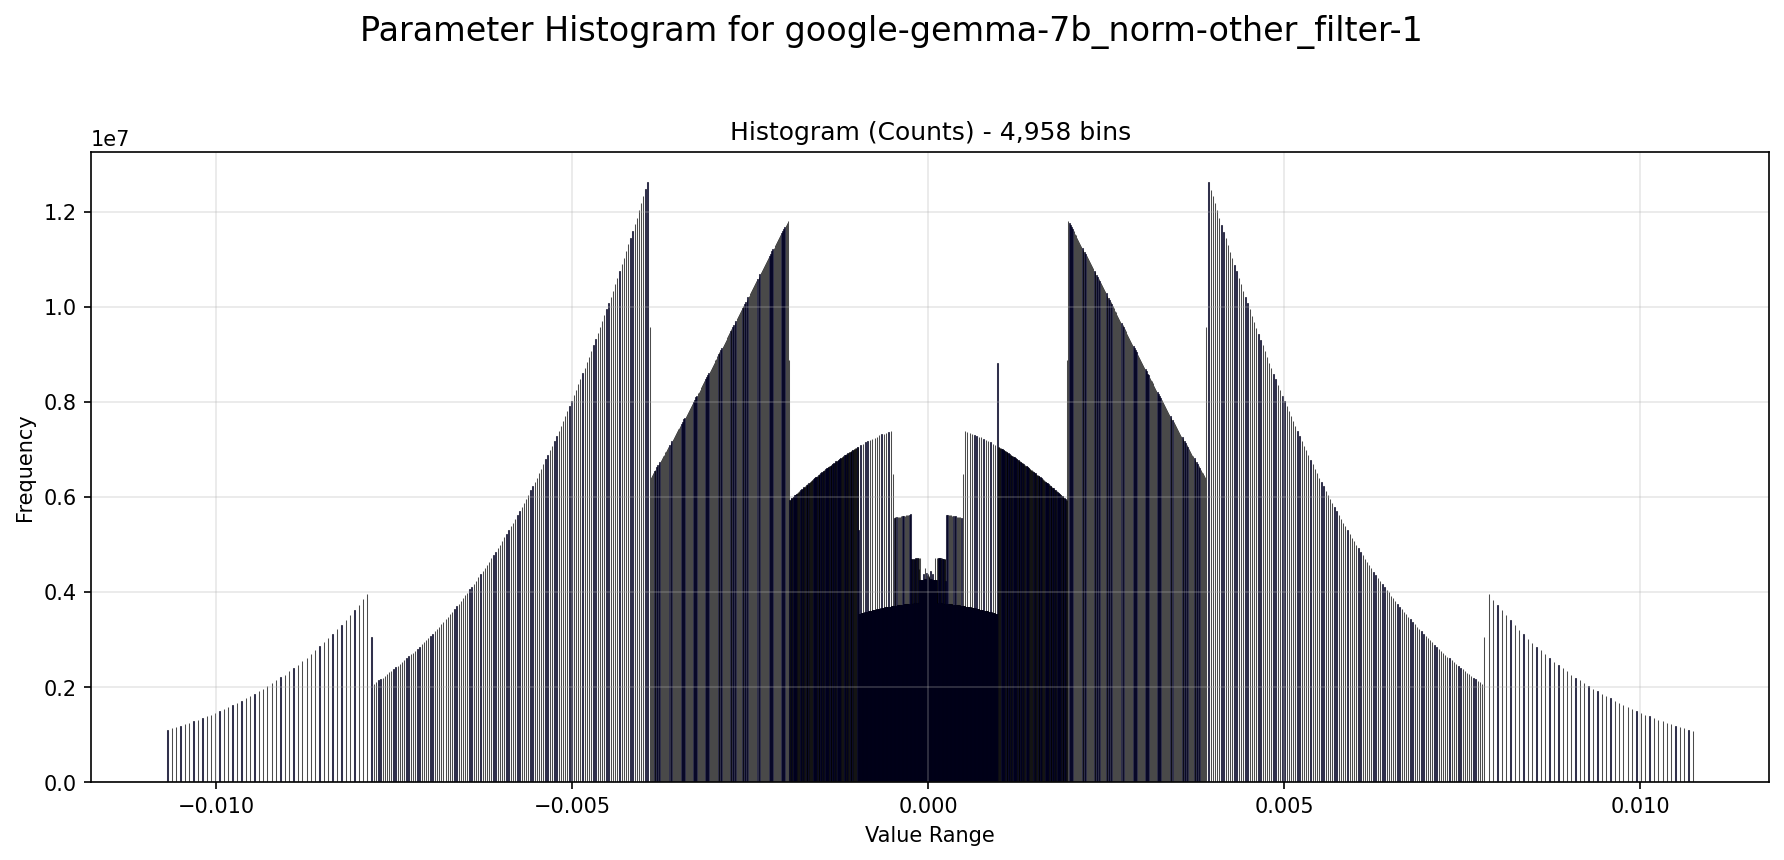 Parameter Histogram for google-gemma-7b_norm-other_filter-1
Histogram (Counts) - 4,958 bins
1e7
1.2
1.0
0.8
0.6
0.4
0.2
0.0
Frequency
−0.010
−0.005
0.000
0.005
0.010
Value Range